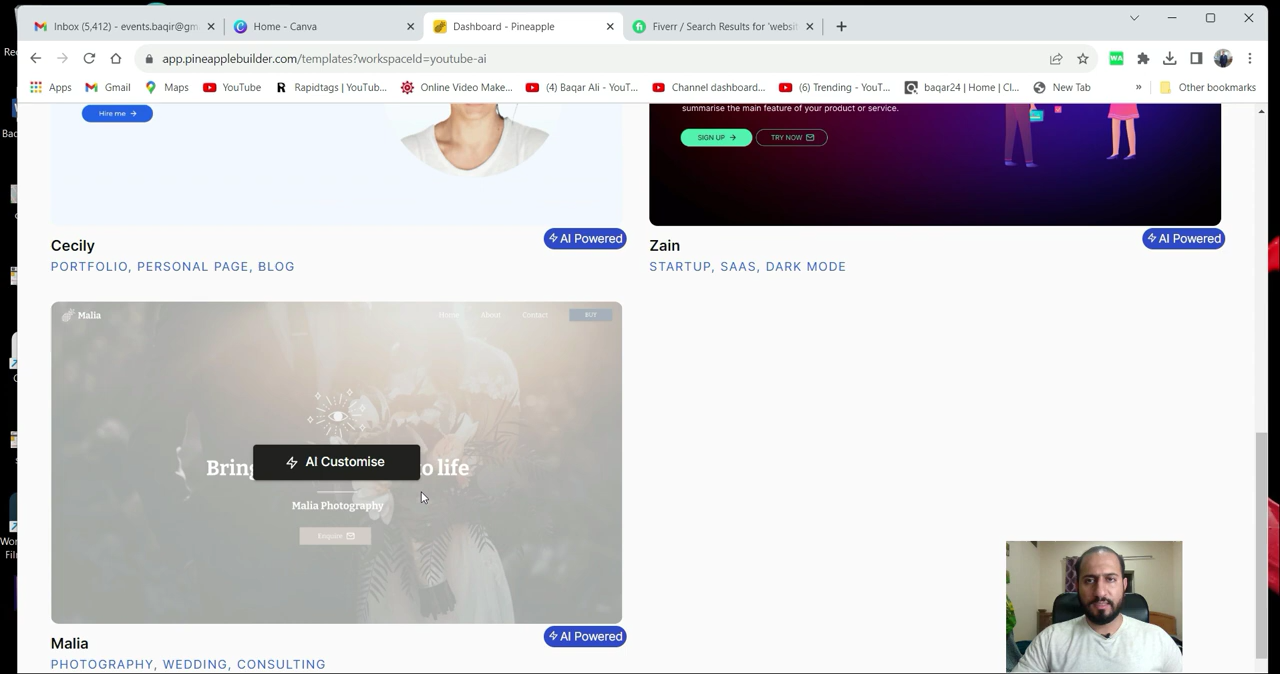 Inbox (5,412) - events.baqir@gm
Home - Canva
Dashboard - Pineapple
Fiverr / Search Results for 'websi
app.pineapplebuilder.com/templates?workspaceId=youtube-ai
Apps
Gmail
Maps
YouTube
Rapidtags | YouTub...
Online Video Make...
(4) Baqar Ali - YouT...
Channel dashboard...
(6) Trending - YouT...
baqar24 | Home | Cl...
New Tab
»
Other bookmarks
Hire me →
summarise the main feature of your product or service.
SIGN UP →
TRY NOW
Cecily
AI Powered
PORTFOLIO, PERSONAL PAGE, BLOG
Zain
AI Powered
STARTUP, SAAS, DARK MODE
Malia
Home
About
Contact
BUY
AI Customise
Bring
to life
Malia Photography
Enquire
Malia
AI Powered
PHOTOGRAPHY, WEDDING, CONSULTING